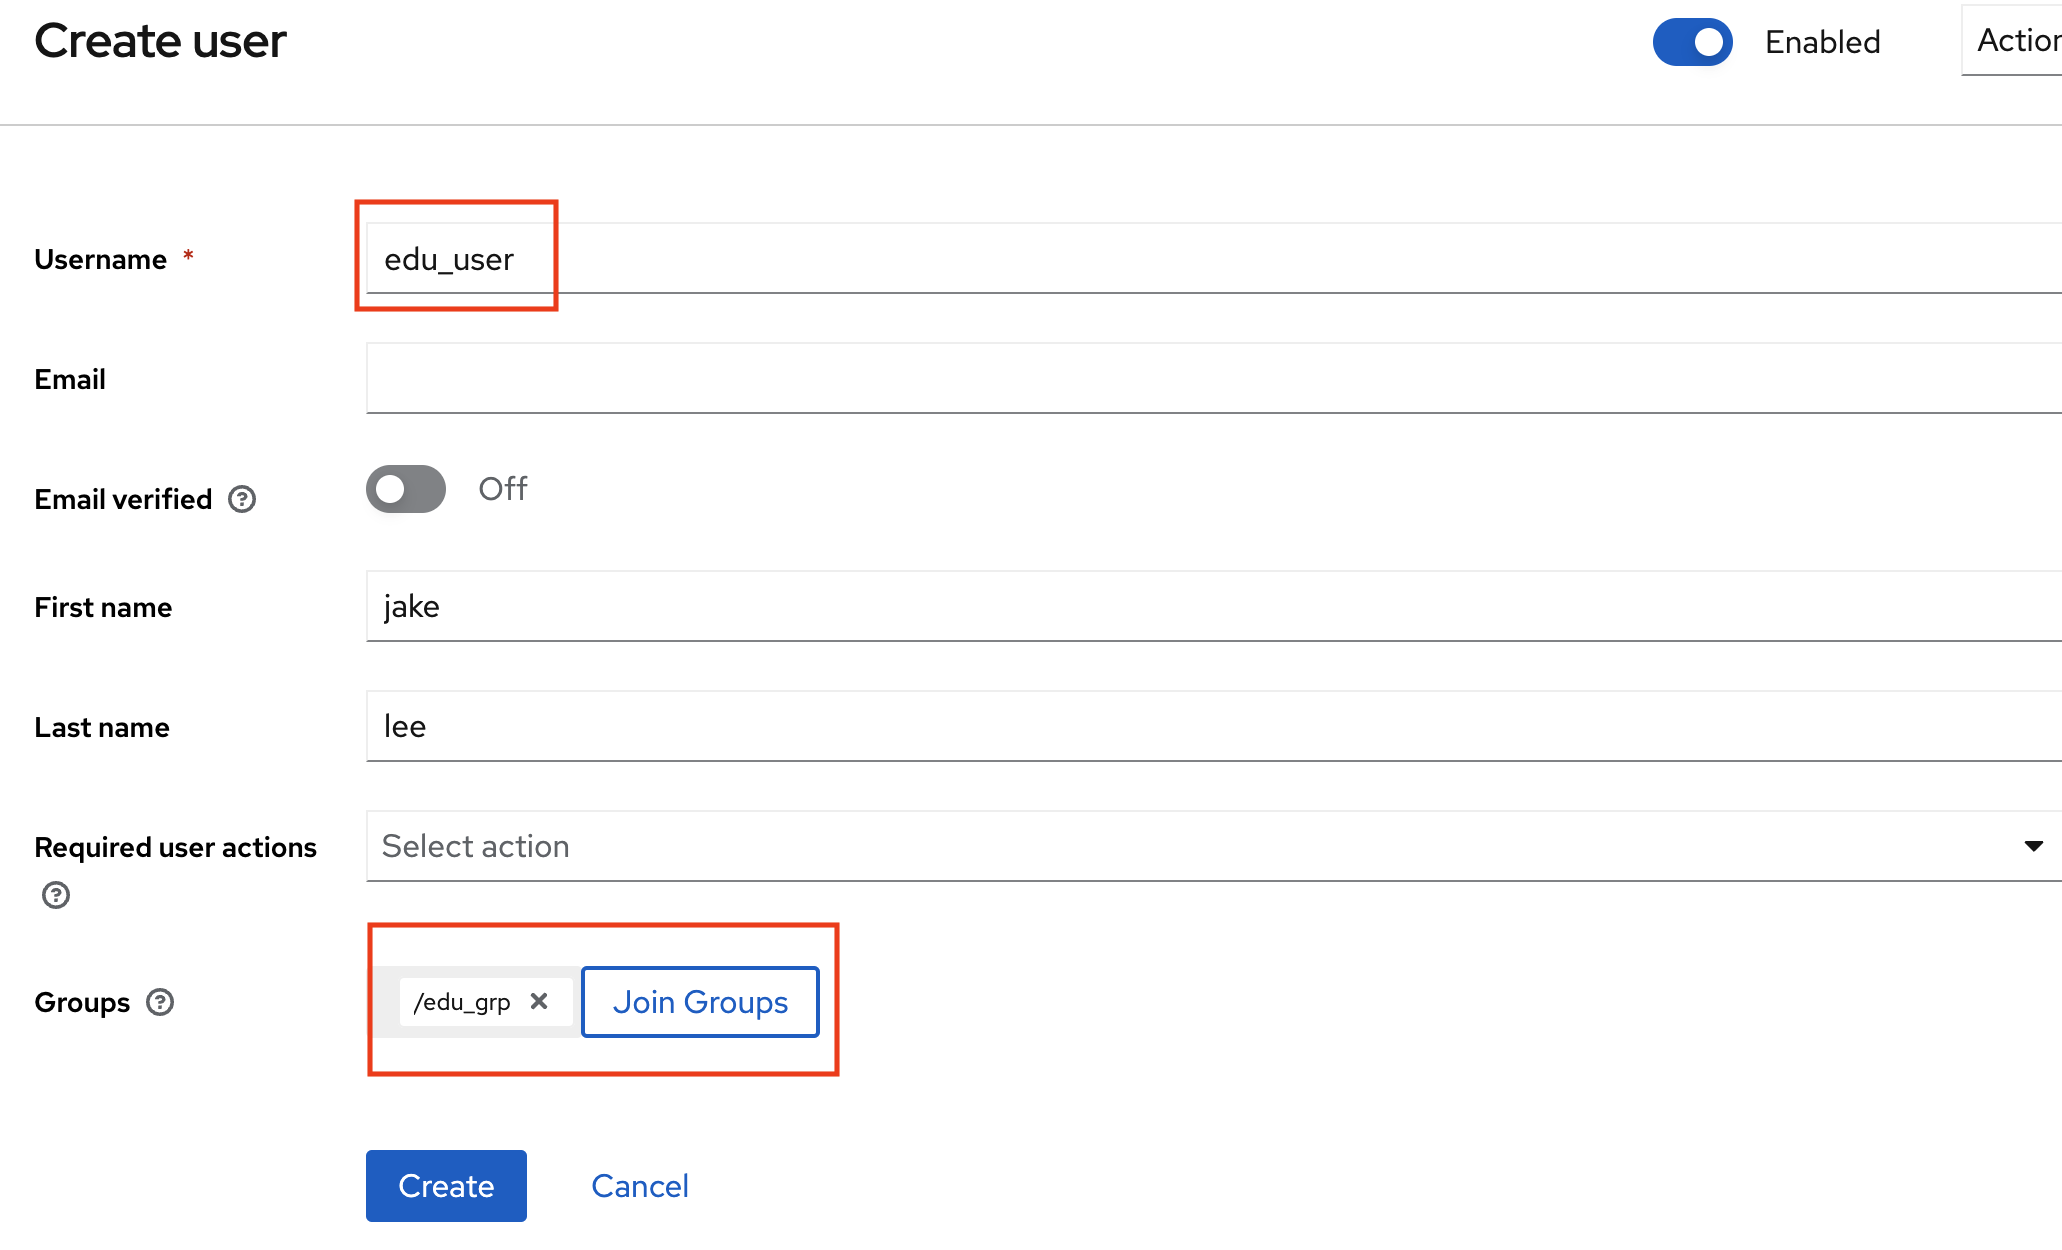 Create user
Enabled
Action
Username *
edu_user
Email
Email verified
Off
First name
jake
Last name
lee
Required user actions
Select action
Groups
/edu_grp
Join Groups
Create
Cancel